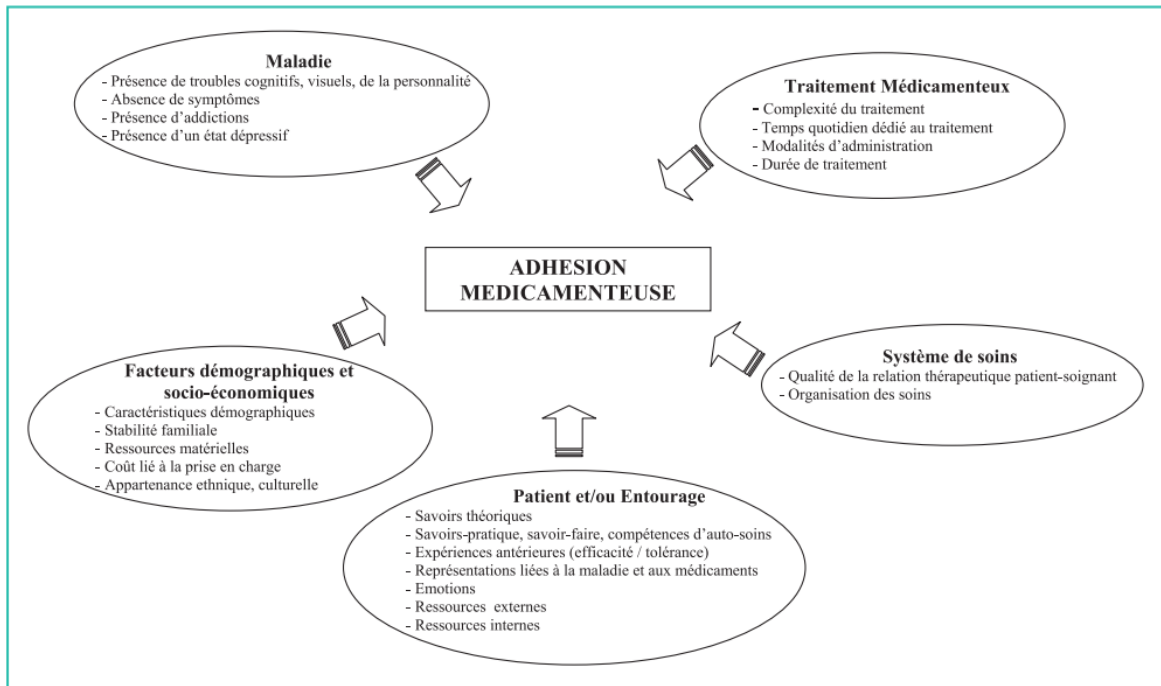 Maladie
- Présence de troubles cognitifs, visuels, de la personnalité
- Absence de symptômes
- Présence d'addictions
- Présence d'un état dépressif
Traitement Médicamenteux
- Complexité du traitement
- Temps quotidien dédié au traitement
- Modalités d'administration
- Durée de traitement
ADHESION
MEDICAMENTEUSE
Facteurs démographiques et
socio-économiques
- Caractéristiques démographiques
- Stabilité familiale
- Ressources matérielles
- Coût lié à la prise en charge
- Appartenance ethnique, culturelle
Système de soins
- Qualité de la relation thérapeutique patient-soignant
- Organisation des soins
Patient et/ou Entourage
- Savoirs théoriques
- Savoirs-pratique, savoir-faire, compétences d'auto-soins
- Expériences antérieures (efficacité / tolérance)
- Représentations liées à la maladie et aux médicaments
- Emotions
- Ressources externes
- Ressources internes